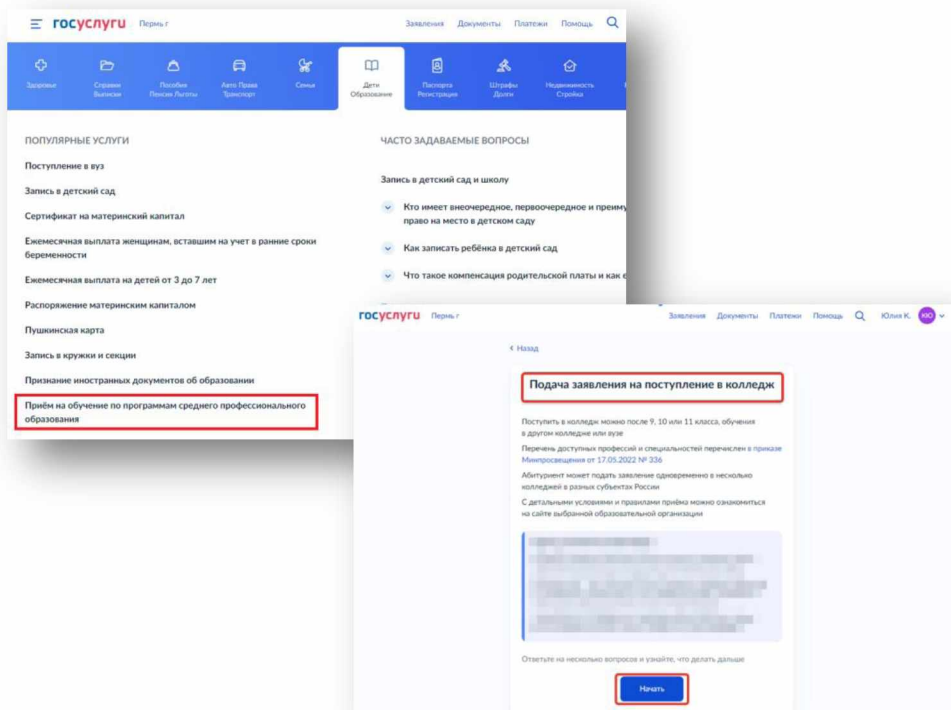 госуслуги Пермь г Заявления Документы Платежи Помощь
Здоровье Справки Выписки Пособия Пенсия Льготы Авто Права Транспорт Семья Дети Образование Паспорта Регистрация Штрафы Долги Недвижимость Стройка
ПОПУЛЯРНЫЕ УСЛУГИ
Поступление в вуз
Запись в детский сад
Сертификат на материнский капитал
Ежемесячная выплата женщинам, вставшим на учет в ранние сроки
беременности
Ежемесячная выплата на детей от 3 до 7 лет
Распоряжение материнским капиталом
Пушкинская карта
Запись в кружки и секции
Признание иностранных документов об образовании
Приём на обучение по программам среднего профессионального
образования
ЧАСТО ЗАДАВАЕМЫЕ ВОПРОСЫ
Запись в детский сад и школу
Кто имеет внеочередное, первоочередное и преиму
право на место в детском саду
Как записать ребёнка в детский сад
Что такое компенсация родительской платы и как е
госуслуги Пермь г Заявления Документы Платежи Помощь Юлия К. КЮ
Назад
Подача заявления на поступление в колледж
Поступить в колледж можно после 9, 10 или 11 класса, обучения
в другом колледже или вузе
Перечень доступных профессий и специальностей перечислен в приказе
Минпросвещения от 17.05.2022 № 336
Абитуриент может подать заявление одновременно в несколько
колледжей в разных субъектах России
С детальными условиями и правилами приёма можно ознакомиться
на сайте выбранной образовательной организации
Ответьте на несколько вопросов и узнайте, что делать дальше
Начать